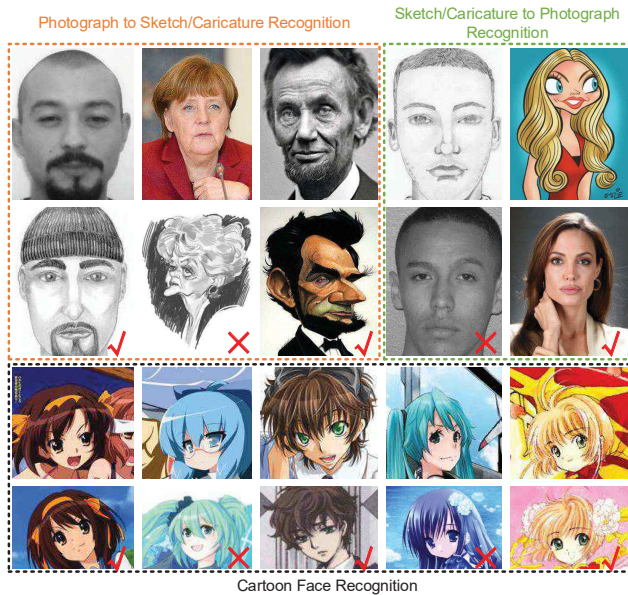 Photograph to Sketch/Caricature Recognition
Sketch/Caricature to Photograph
Recognition
Cartoon Face Recognition